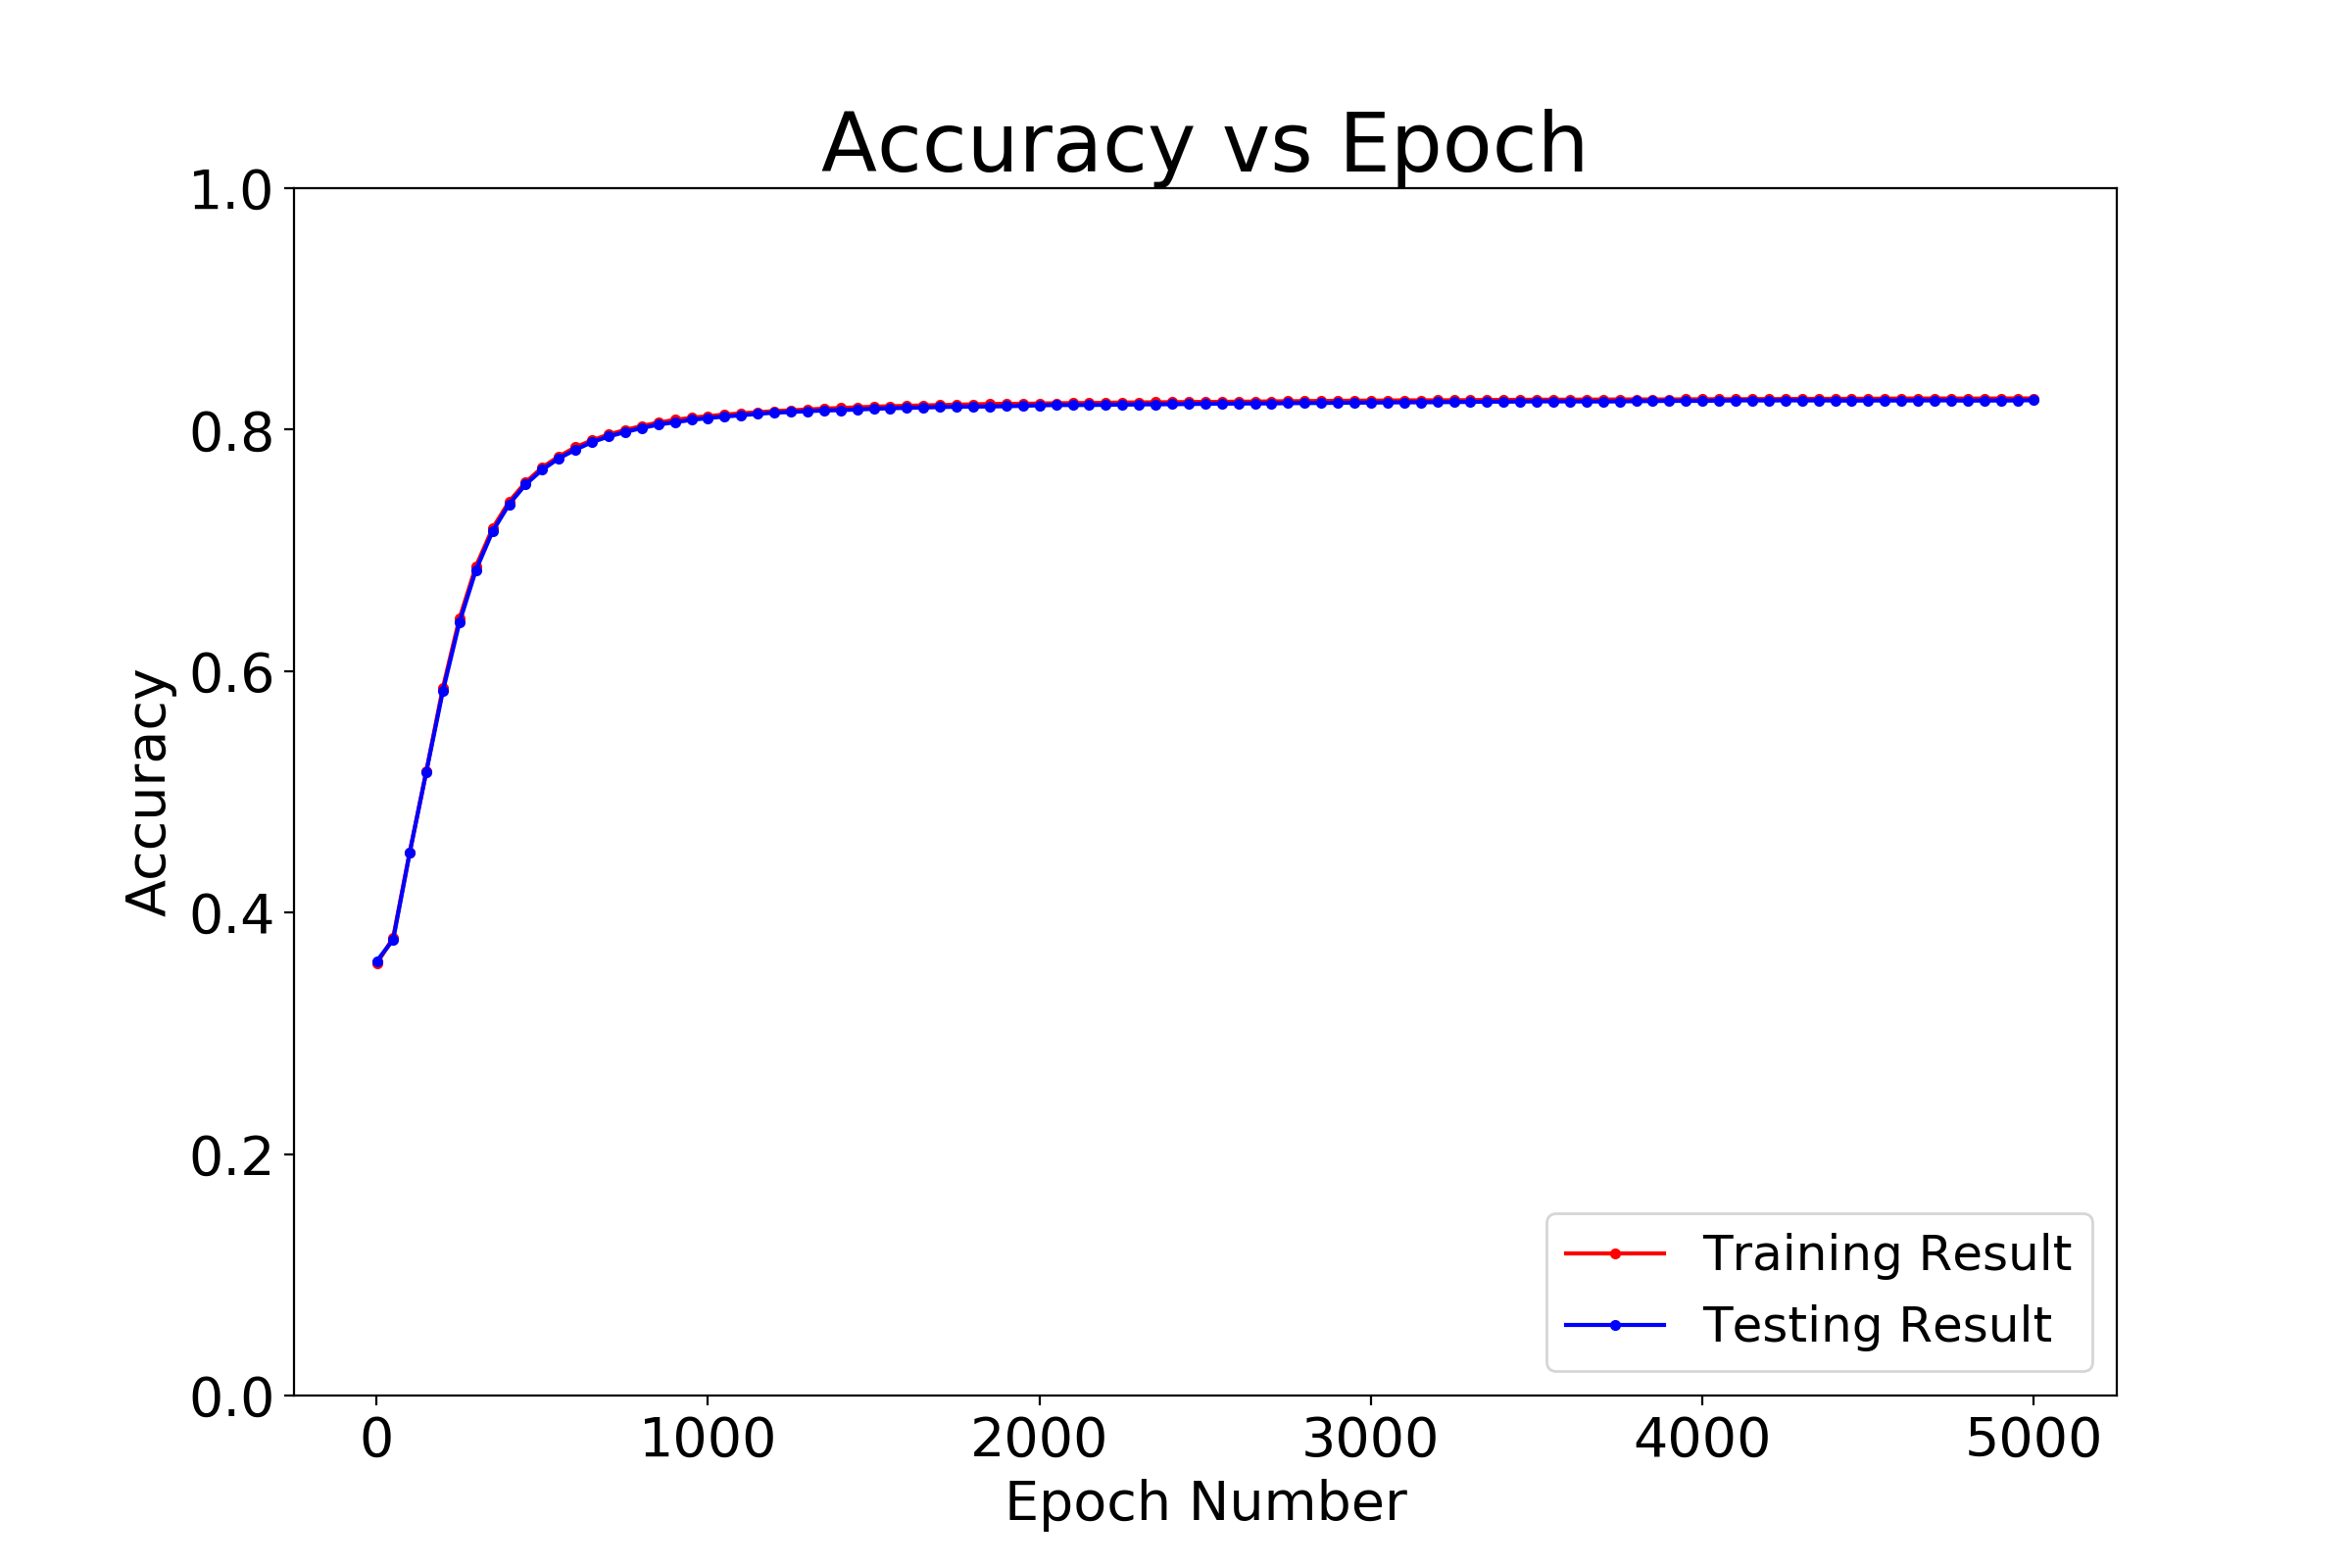 Accuracy vs Epoch
1.0
0.8
0.6
0.4
0.2
0.0
Accuracy
0 1000 2000 3000 4000 5000
Epoch Number
Training Result
Testing Result